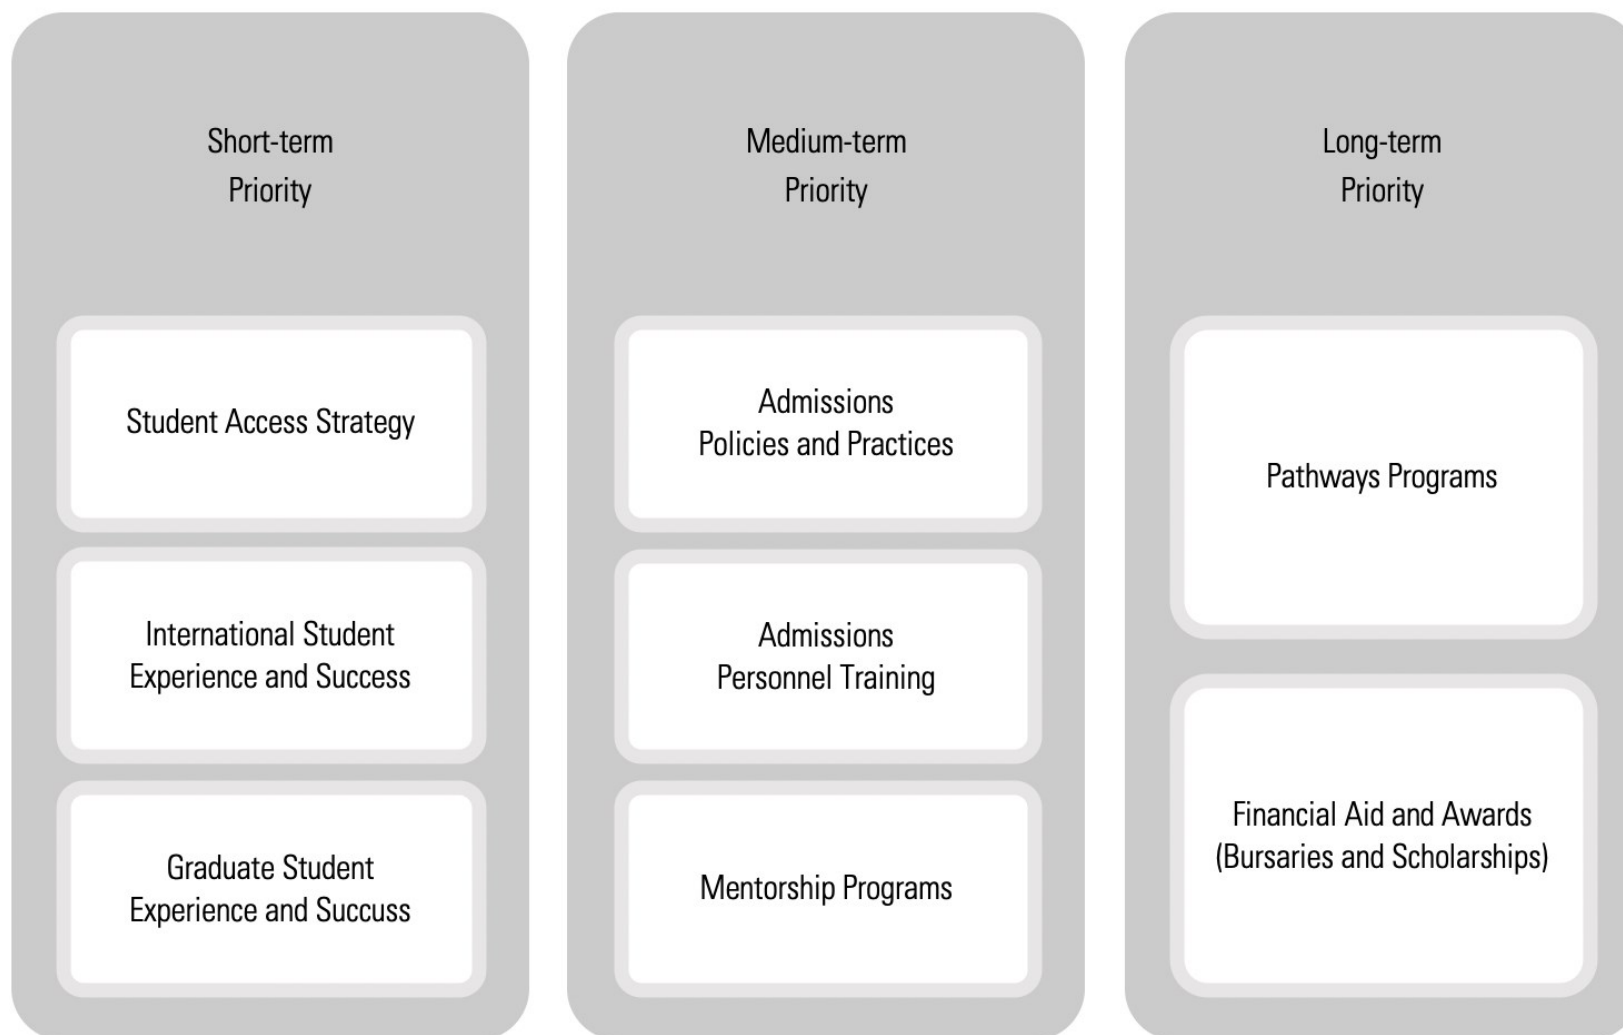 Short-term
Priority
Student Access Strategy
International Student
Experience and Success
Graduate Student
Experience and Succuss
Medium-term
Priority
Admissions
Policies and Practices
Admissions
Personnel Training
Mentorship Programs
Long-term
Priority
Pathways Programs
Financial Aid and Awards
(Bursaries and Scholarships)